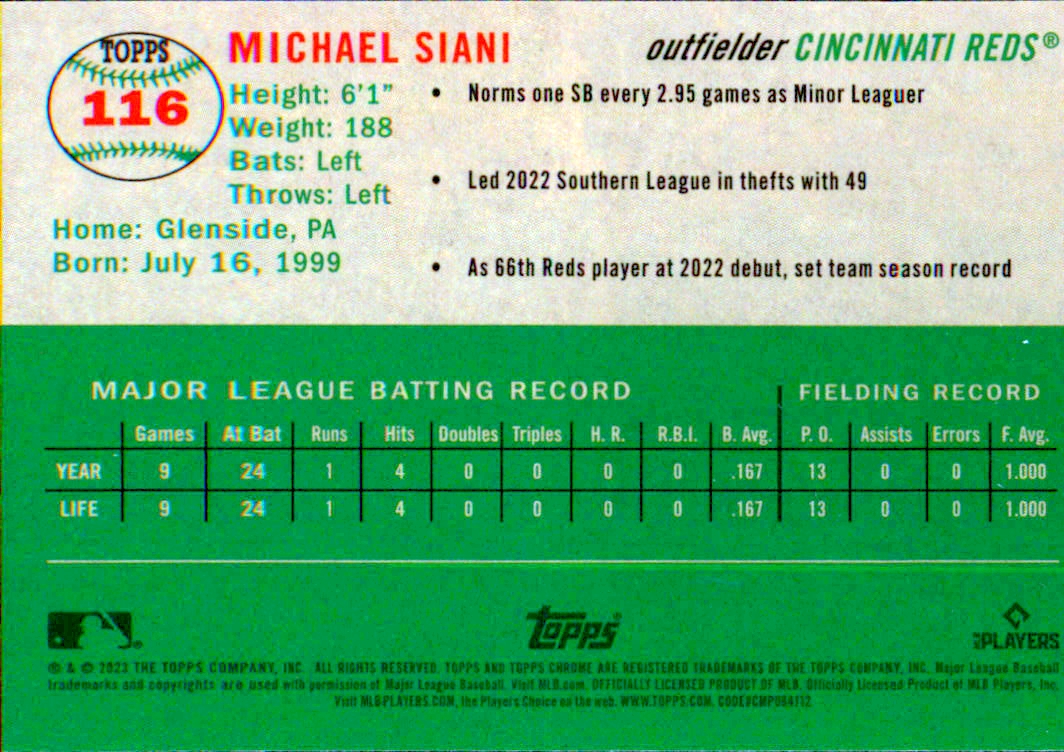 TOPPS
116
MICHAEL SIANI
outfielder CINCINNATI REDS®
Height: 6'1"
Weight: 188
Bats: Left
Throws: Left
Home: Glenside, PA
Born: July 16, 1999
• Norms one SB every 2.95 games as Minor Leaguer
• Led 2022 Southern League in thefts with 49
• As 66th Reds player at 2022 debut, set team season record
MAJOR LEAGUE BATTING RECORD FIELDING RECORD
Games At Bat Runs Hits Doubles Triples H. R. R.B.I. B. Avg. P. O. Assists Errors F. Avg.
YEAR 9 24 1 4 0 0 0 0 .167 13 0 0 1.000
LIFE 9 24 1 4 0 0 0 0 .167 13 0 0 1.000
topps®
PLAYERS
® & © 2023 THE TOPPS COMPANY, INC. ALL RIGHTS RESERVED. TOPPS AND TOPPS CHROME ARE REGISTERED TRADEMARKS OF THE TOPPS COMPANY, INC. Major League Baseball
trademarks and copyrights are used with permission of Major League Baseball. Visit MLB.com. OFFICIALLY LICENSED PRODUCT OF MLB. Officially Licensed Product of MLB Players, Inc.
Visit MLBPLAYERS.COM, the Players Choice on the web. WWW.TOPPS.COM.